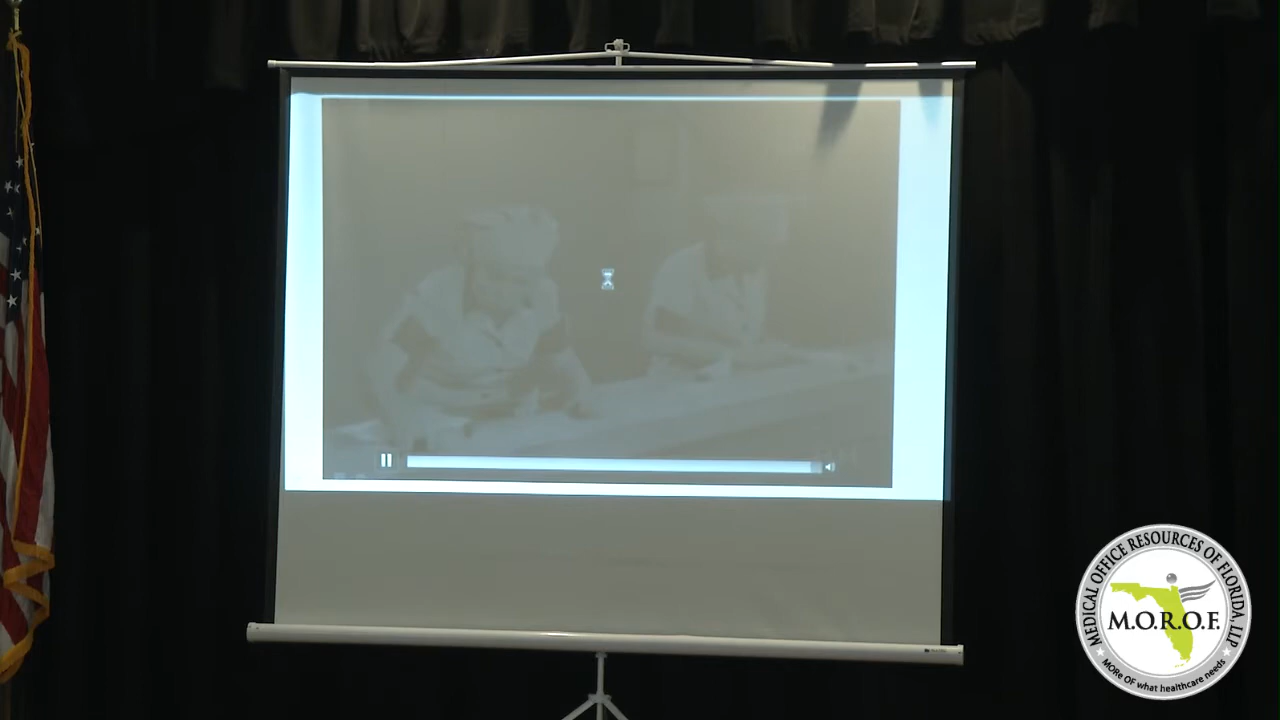 MEDICAL OFFICE RESOURCES OF FLORIDA, LLP
M.O.R.O.F.
MORe OF what healthcare needs